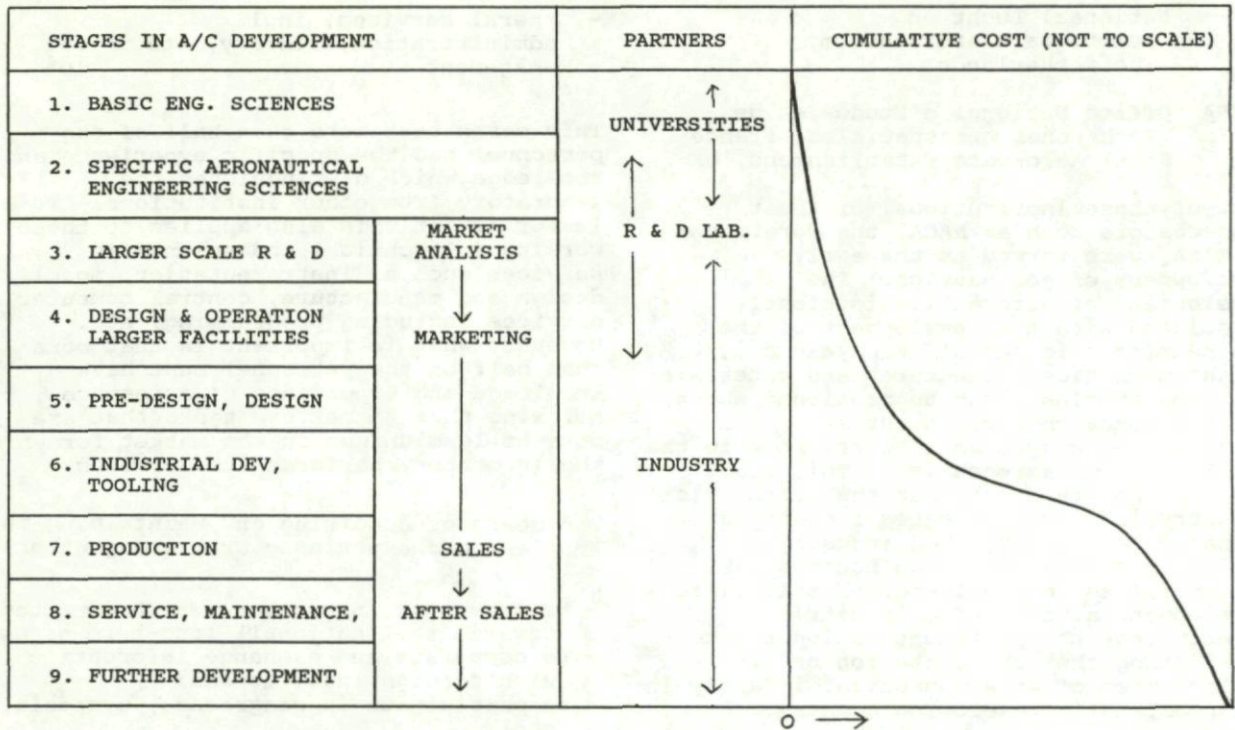 STAGES IN A/C DEVELOPMENT
PARTNERS
CUMULATIVE COST (NOT TO SCALE)
1. BASIC ENG. SCIENCES
UNIVERSITIES
2. SPECIFIC AERONAUTICAL
ENGINEERING SCIENCES
3. LARGER SCALE R & D
MARKET
ANALYSIS
R & D LAB.
4. DESIGN & OPERATION
LARGER FACILITIES
MARKETING
5. PRE-DESIGN, DESIGN
6. INDUSTRIAL DEV,
TOOLING
INDUSTRY
7. PRODUCTION
SALES
8. SERVICE, MAINTENANCE,
AFTER SALES
9. FURTHER DEVELOPMENT
O